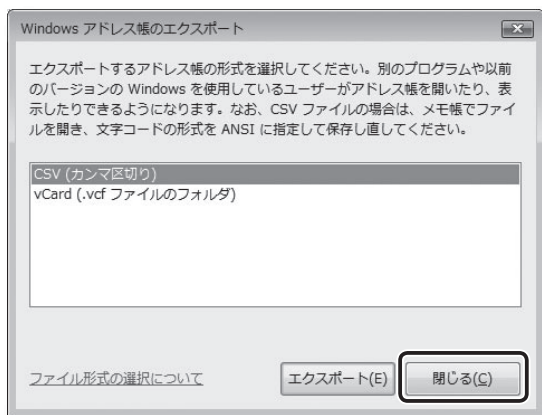 Windows アドレス帳のエクスポート
エクスポートするアドレス帳の形式を選択してください。別のプログラムや以前
のバージョンの Windows を使用しているユーザーがアドレス帳を開いたり、表
示したりできるようになります。なお、CSV ファイルの場合は、メモ帳でファイ
ルを開き、文字コードの形式を ANSI に指定して保存し直してください。
CSV (カンマ区切り)
vCard (.vcf ファイルのフォルダ)
ファイル形式の選択について エクスポート(E) 閉じる(C)